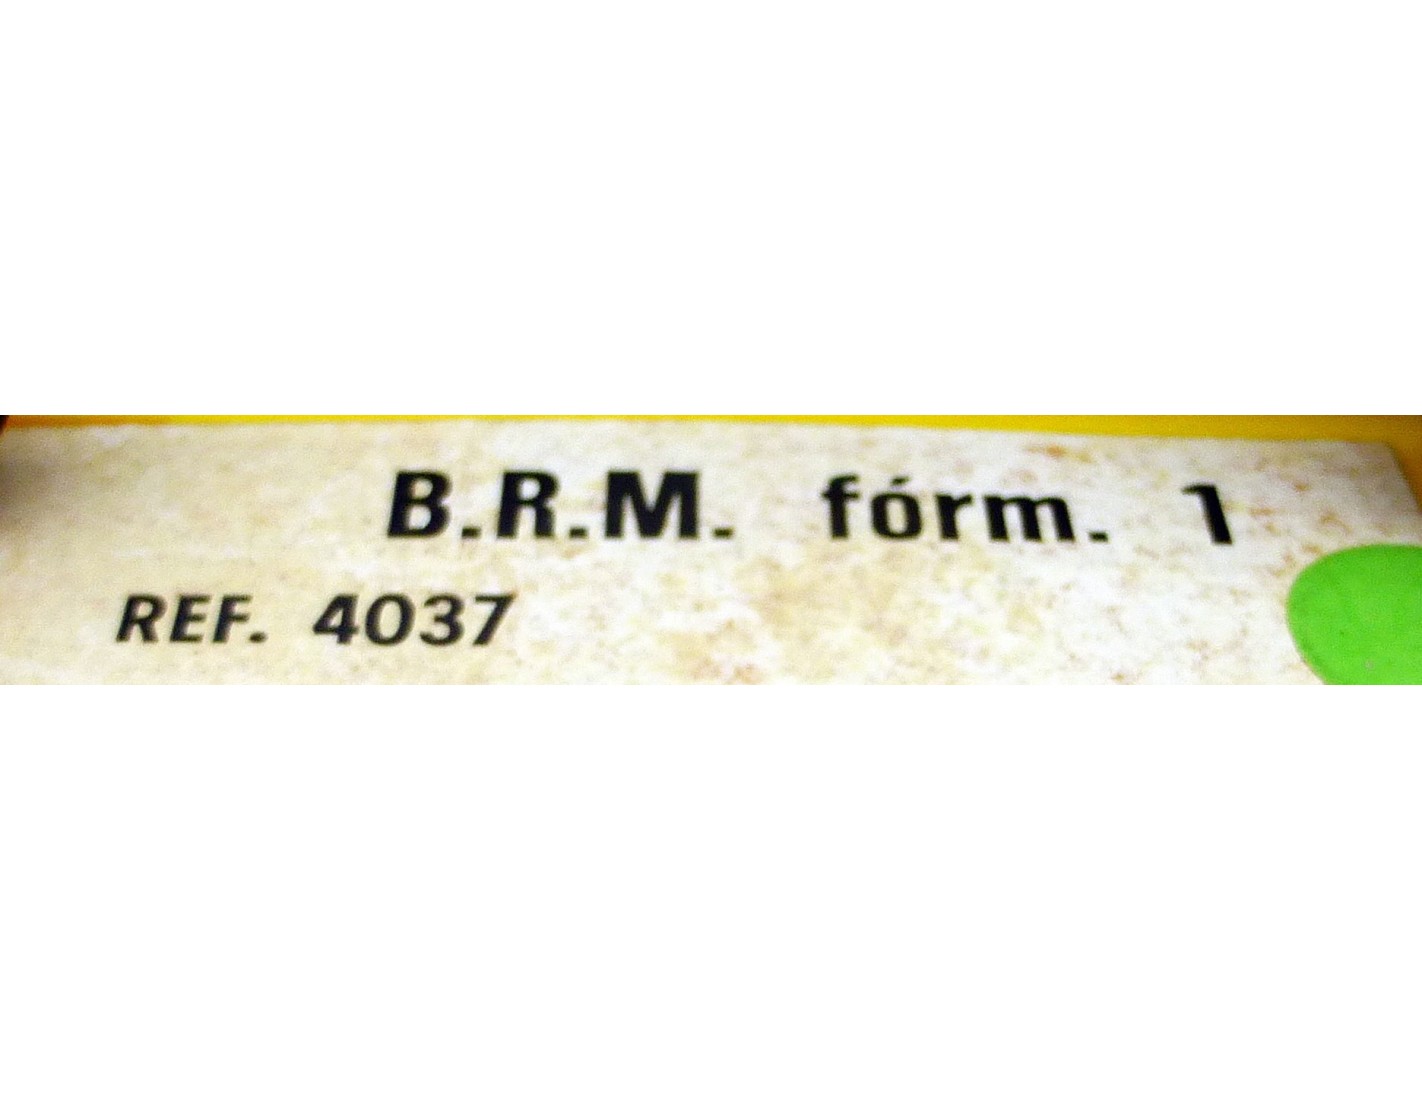 B.R.M. fórm. 1
REF. 4037